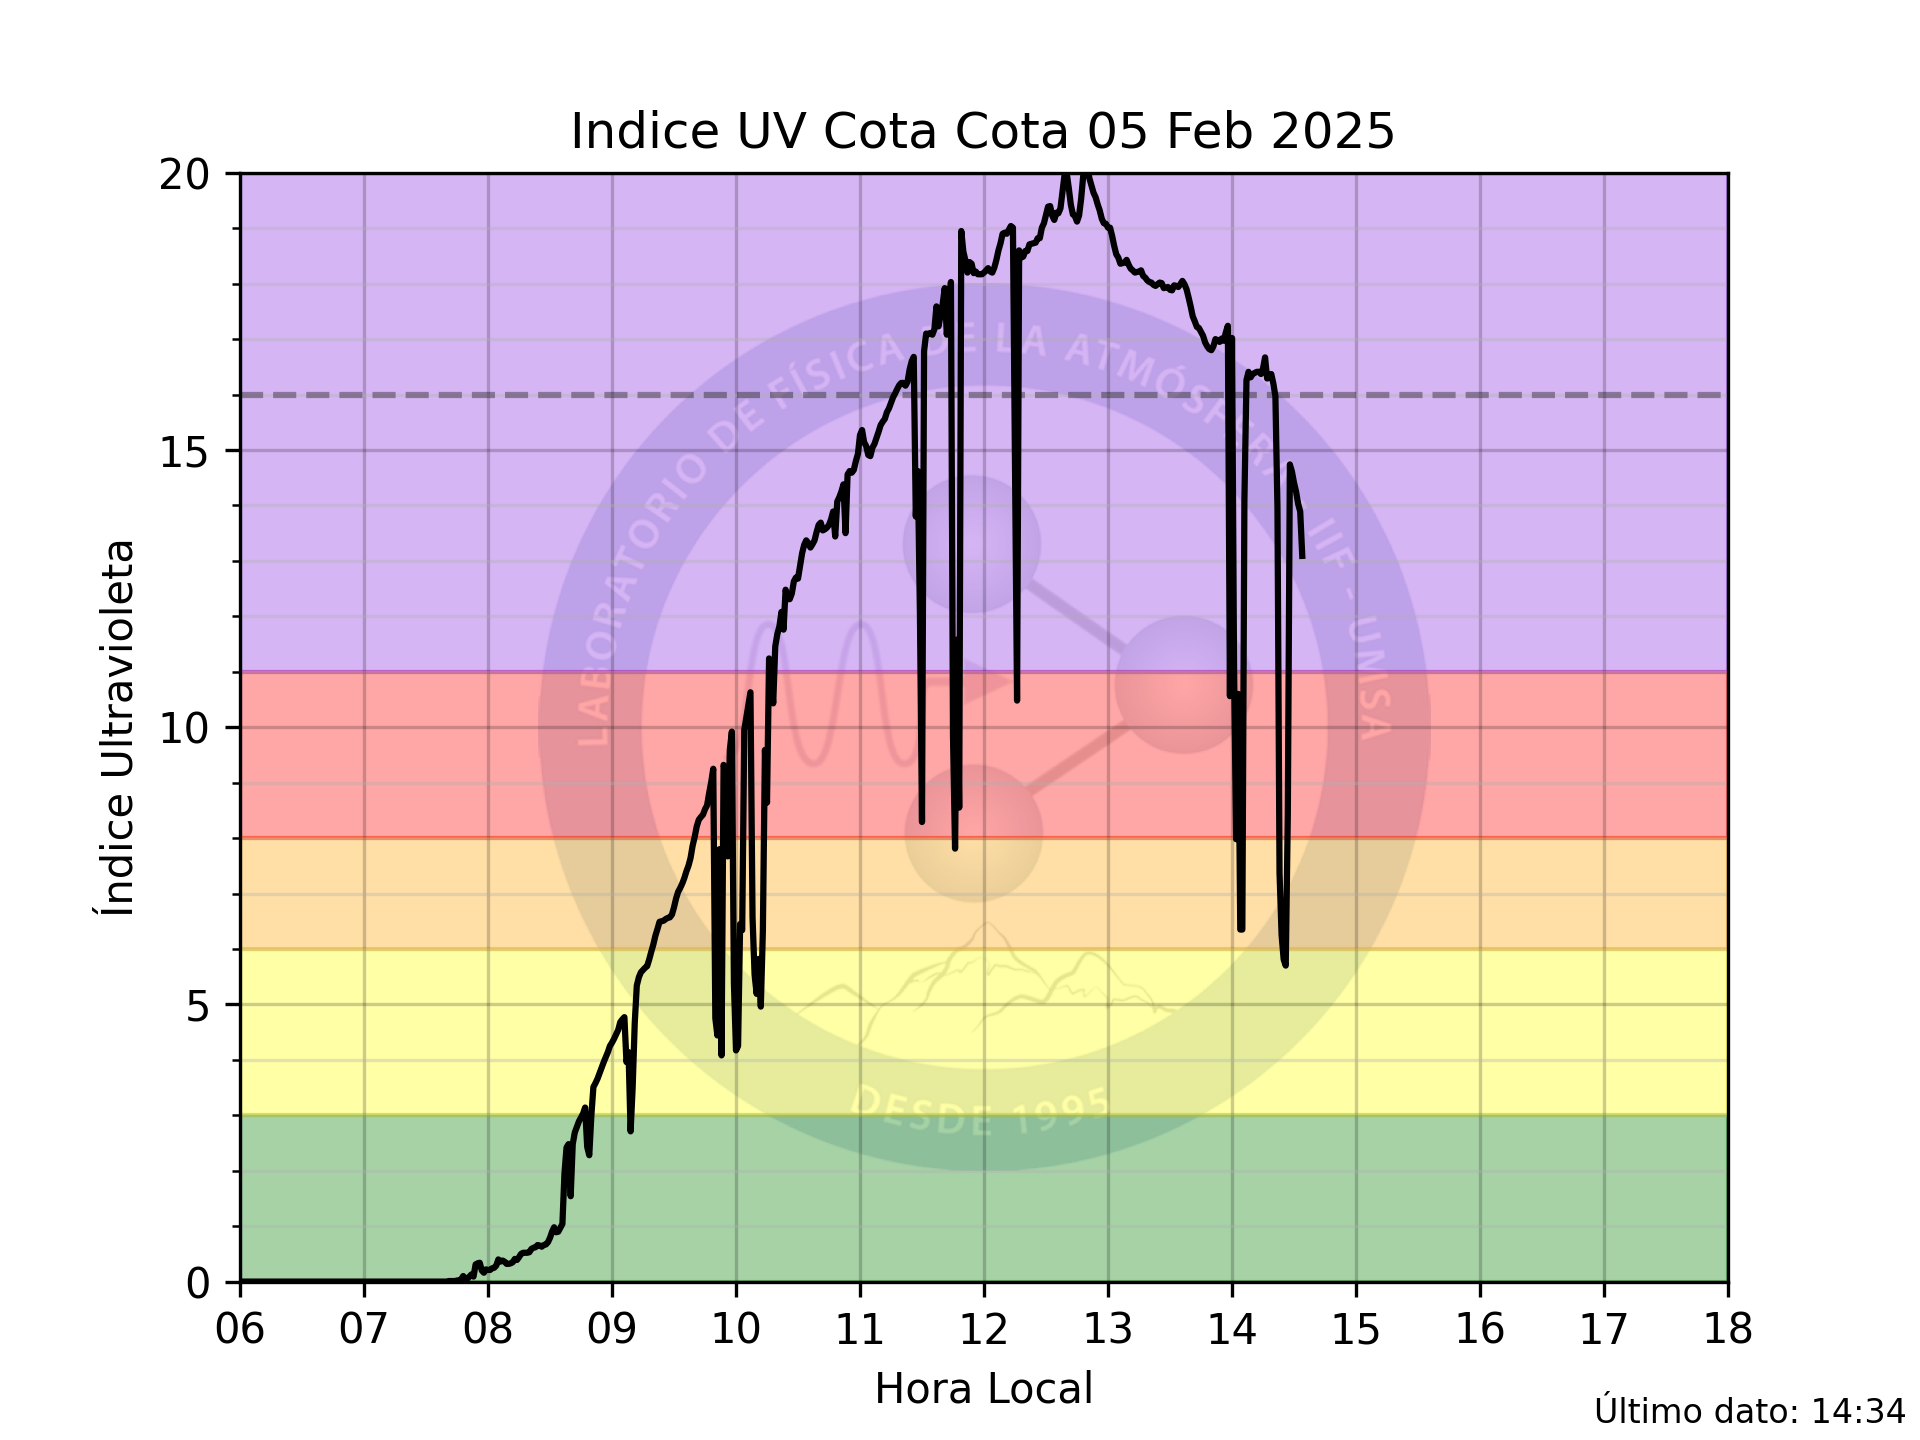 Indice UV Cota Cota 05 Feb 2025
20
15
10
5
0
Índice Ultravioleta
LABORATORIO DE FÍSICA DE LA ATMÓSFERA - IIF - UMSA
DESDE 1995
06 07 08 09 10 11 12 13 14 15 16 17 18
Hora Local
Último dato: 14:34